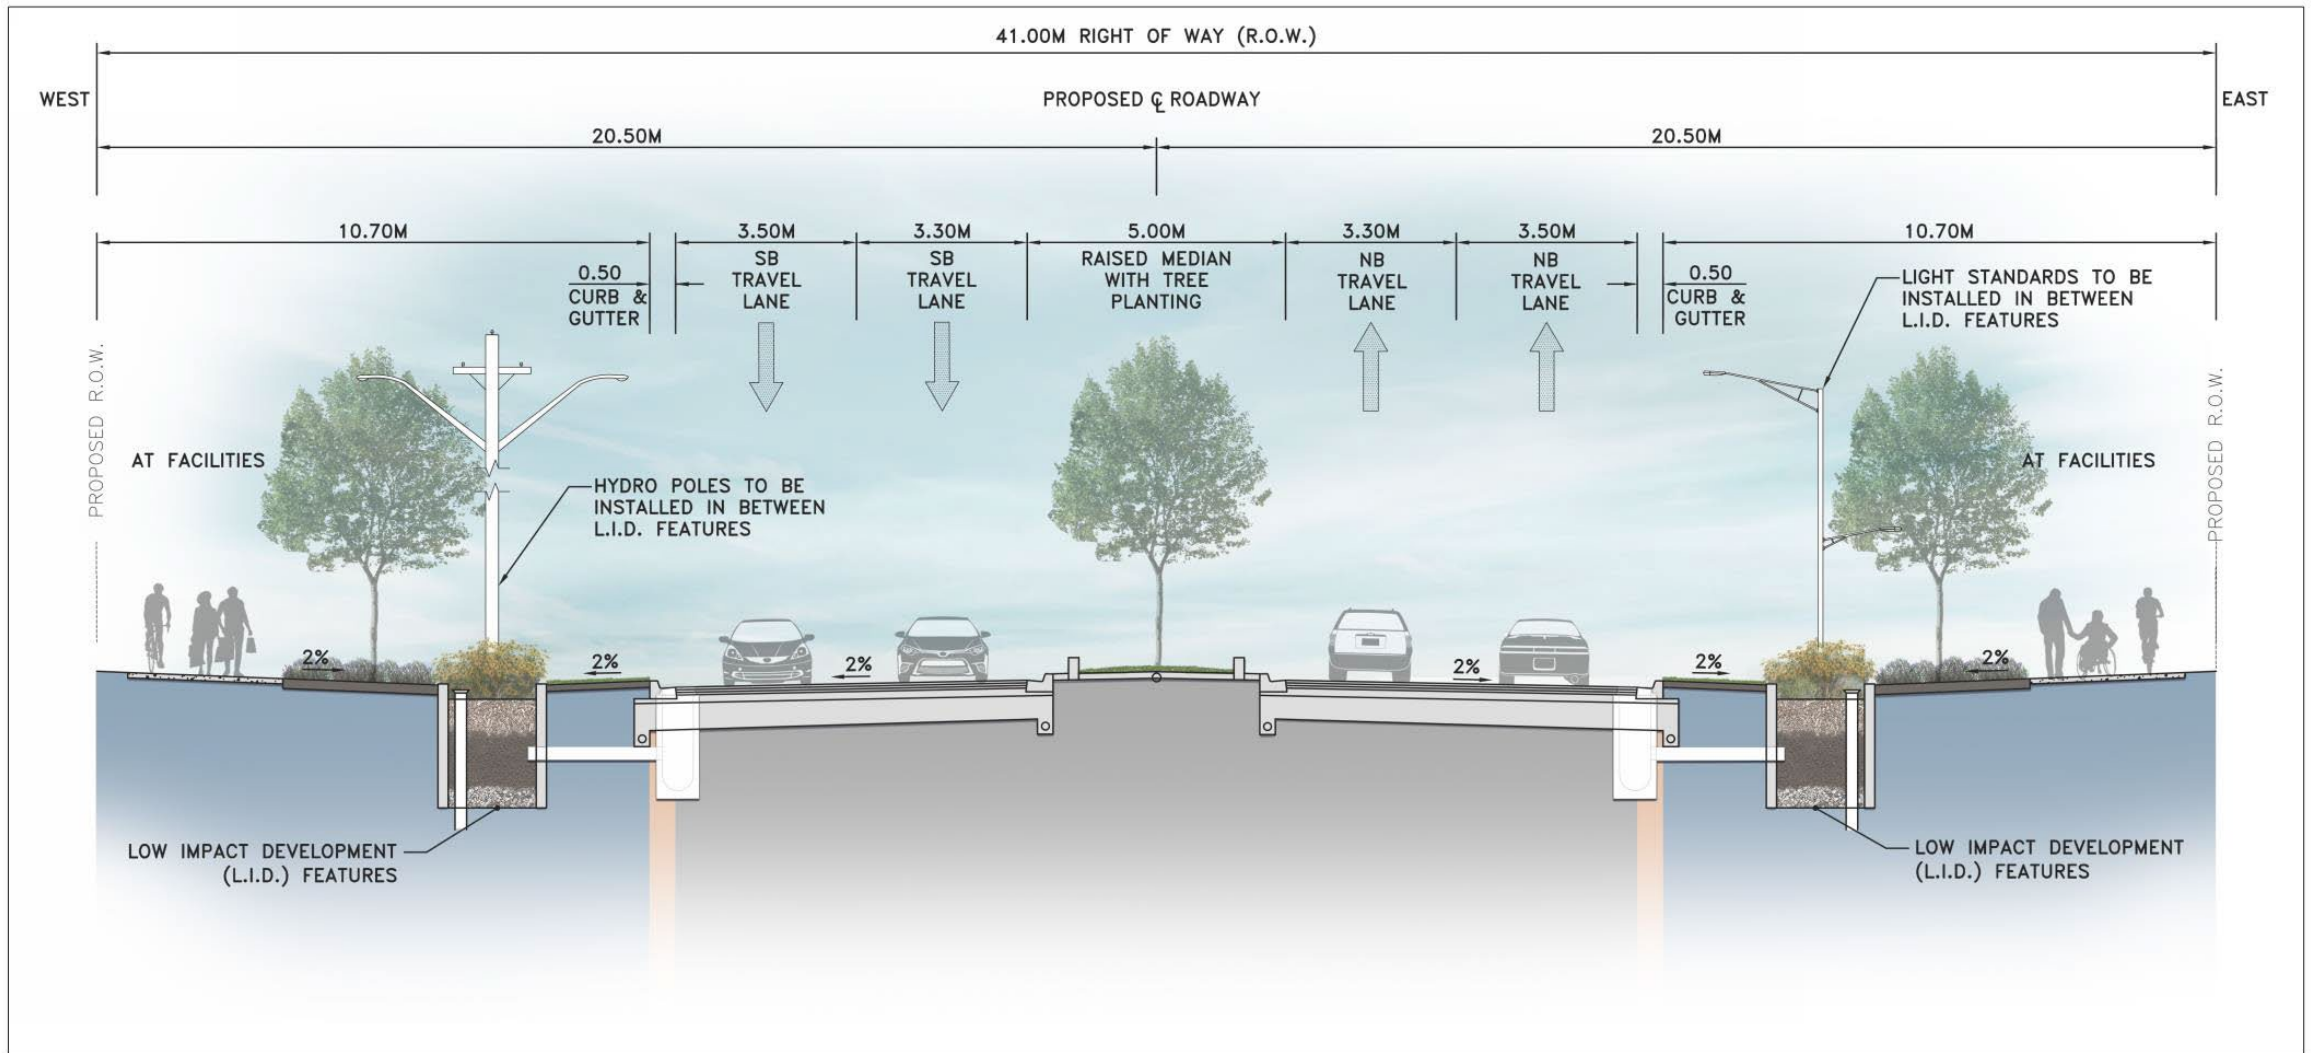 41.00M RIGHT OF WAY (R.O.W.)
WEST
PROPOSED ℄ ROADWAY
EAST
20.50M
20.50M
10.70M
3.50M
3.30M
5.00M
3.30M
3.50M
10.70M
0.50
CURB &
GUTTER
SB
TRAVEL
LANE
SB
TRAVEL
LANE
RAISED MEDIAN
WITH TREE
PLANTING
NB
TRAVEL
LANE
NB
TRAVEL
LANE
0.50
CURB &
GUTTER
LIGHT STANDARDS TO BE
INSTALLED IN BETWEEN
L.I.D. FEATURES
PROPOSED R.O.W.
AT FACILITIES
HYDRO POLES TO BE
INSTALLED IN BETWEEN
L.I.D. FEATURES
AT FACILITIES
PROPOSED R.O.W.
2%
2%
2%
2%
2%
2%
LOW IMPACT DEVELOPMENT
(L.I.D.) FEATURES
LOW IMPACT DEVELOPMENT
(L.I.D.) FEATURES